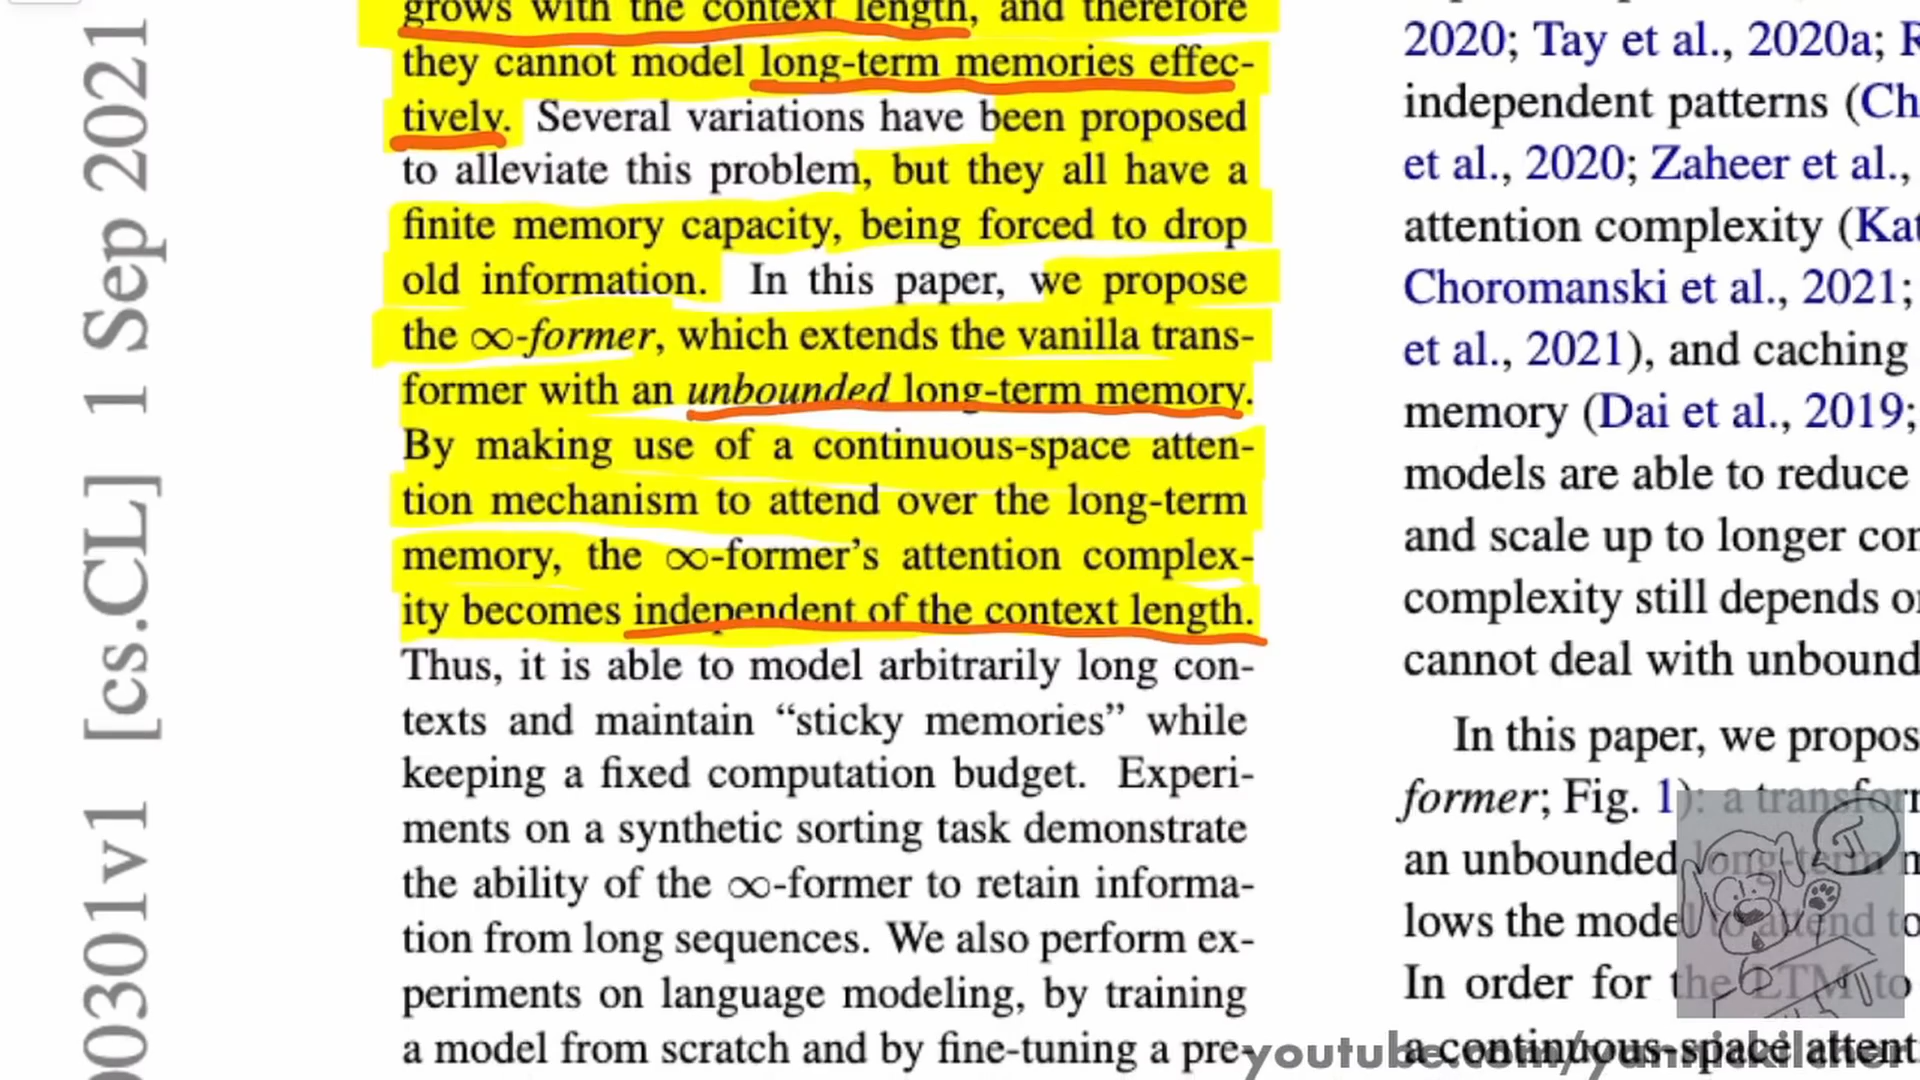 00301v1 [cs.CL] 1 Sep 2021
grows with the context length, and therefore
they cannot model long-term memories effec-
tively. Several variations have been proposed
to alleviate this problem, but they all have a
finite memory capacity, being forced to drop
old information. In this paper, we propose
the ∞-former, which extends the vanilla trans-
former with an unbounded long-term memory.
By making use of a continuous-space atten-
tion mechanism to attend over the long-term
memory, the ∞-former’s attention complex-
ity becomes independent of the context length.
Thus, it is able to model arbitrarily long con-
texts and maintain “sticky memories” while
keeping a fixed computation budget. Experi-
ments on a synthetic sorting task demonstrate
the ability of the ∞-former to retain informa-
tion from long sequences. We also perform ex-
periments on language modeling, by training
a model from scratch and by fine-tuning a pre-
2020; Tay et al., 2020a; R
independent patterns (Ch
et al., 2020; Zaheer et al.,
attention complexity (Kat
Choromanski et al., 2021;
et al., 2021), and caching
memory (Dai et al., 2019;
models are able to reduce
and scale up to longer con
complexity still depends o
cannot deal with unbound
In this paper, we propos
former; Fig. 1): a transfor
an unbounded long-term m
lows the model to attend to
In order for the LTM to
a continuous-space attent
youtube.com/yannickilcher